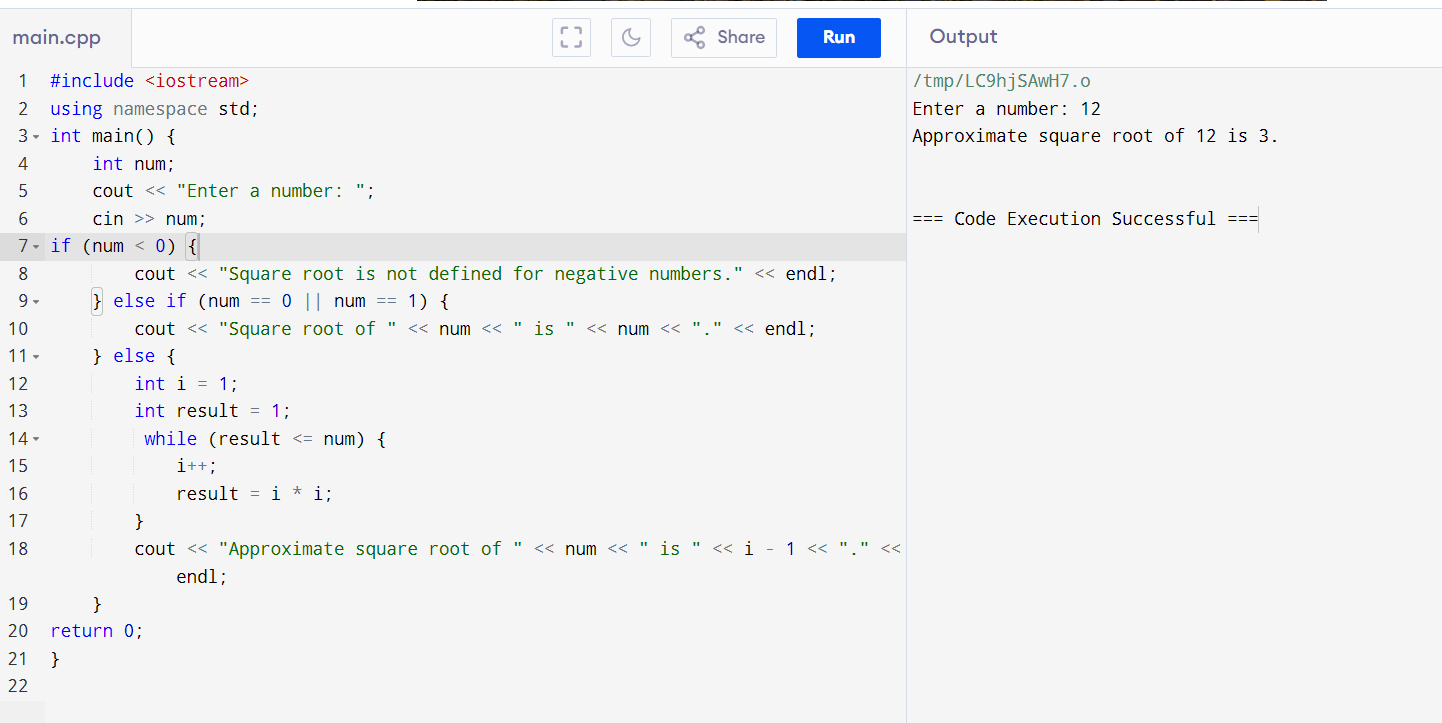 main.cpp
Share
Run
Output
1 #include <iostream>
2 using namespace std;
3 int main() {
4     int num;
5     cout << "Enter a number: ";
6     cin >> num;
7 if (num < 0) {
8         cout << "Square root is not defined for negative numbers." << endl;
9     } else if (num == 0 || num == 1) {
10         cout << "Square root of " << num << " is " << num << "." << endl;
11     } else {
12         int i = 1;
13         int result = 1;
14          while (result <= num) {
15             i++;
16             result = i * i;
17         }
18         cout << "Approximate square root of " << num << " is " << i - 1 << "." <<
            endl;
19     }
20 return 0;
21 }
22
/tmp/LC9hjSAwH7.o
Enter a number: 12
Approximate square root of 12 is 3.
=== Code Execution Successful ===